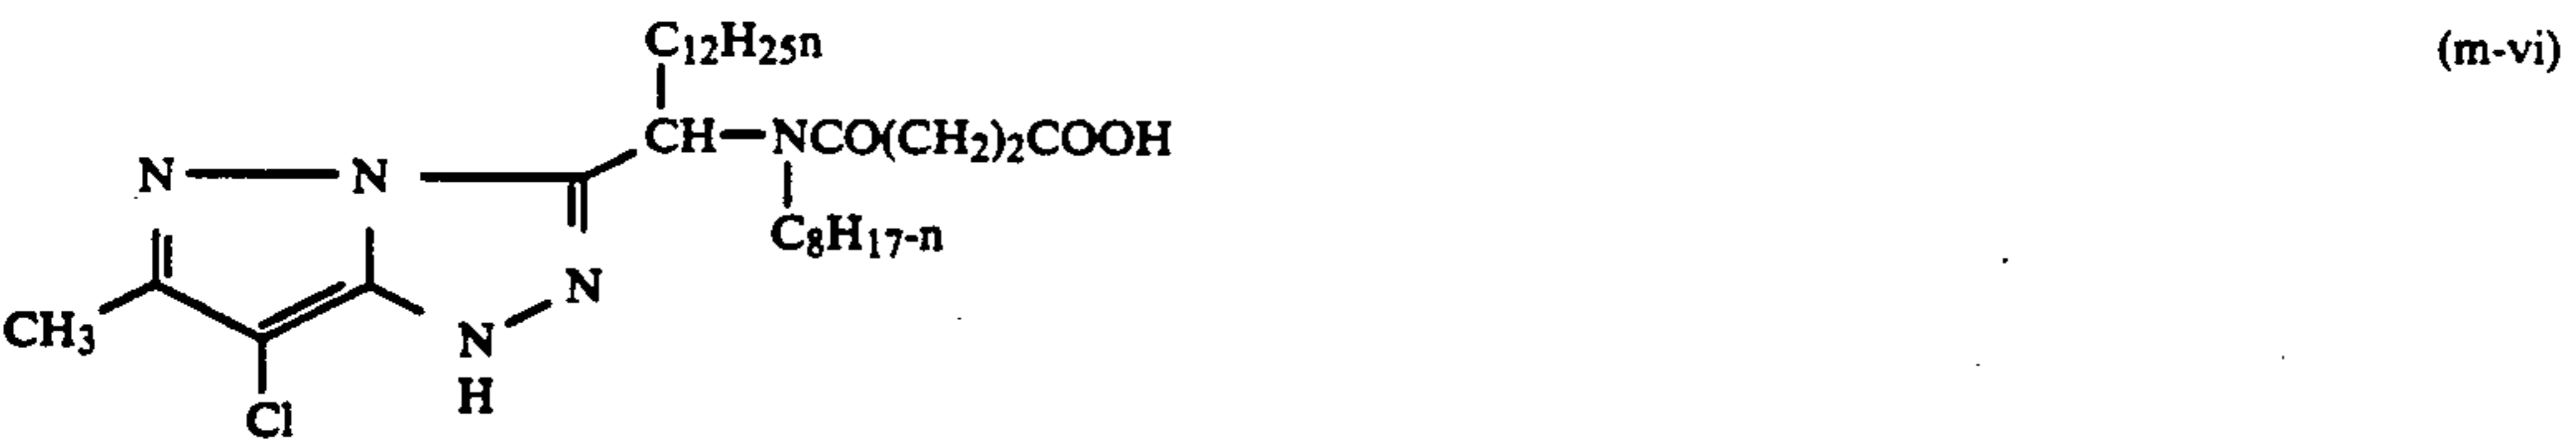 C₁₂H₂₅n
(m-vi)
CH—NCO(CH₂)₂COOH
N N
C₈H₁₇-n
N
CH₃
N
H
Cl